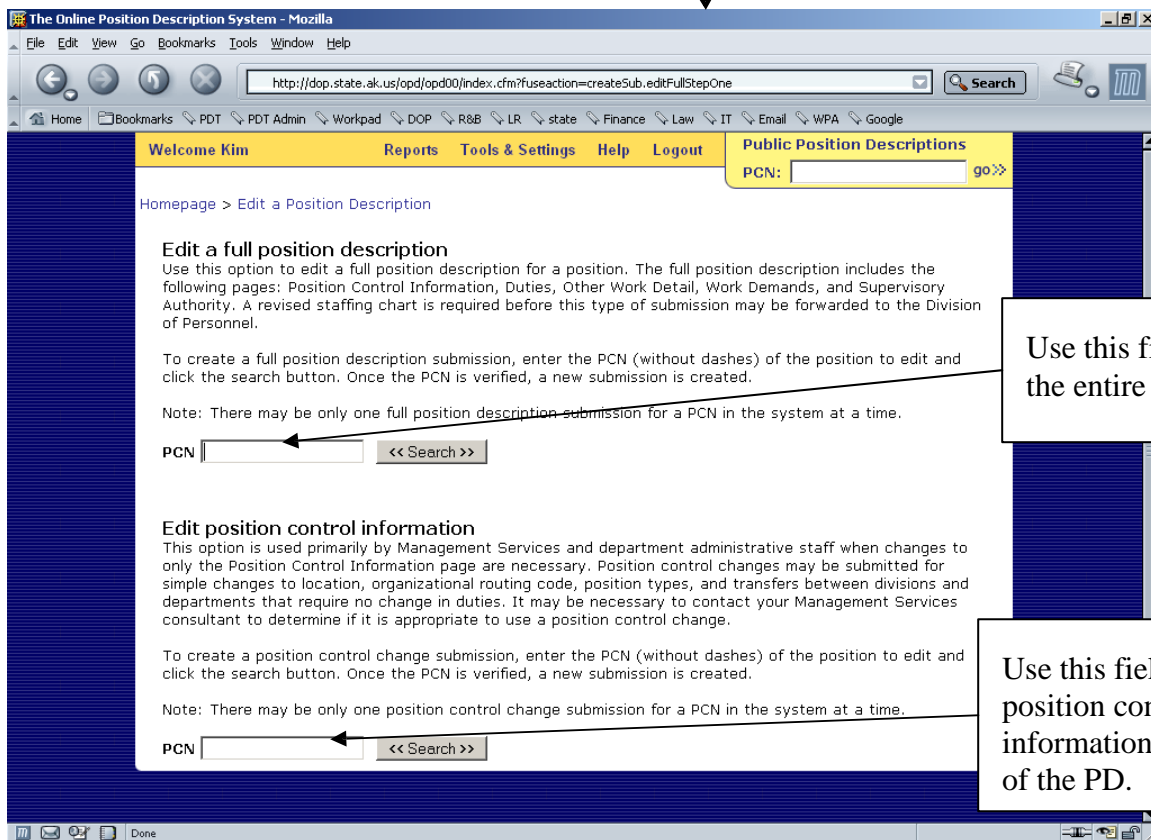 The Online Position Description System - Mozilla
File Edit View Go Bookmarks Tools Window Help
http://dop.state.ak.us/opd/opd00/index.cfm?fuseaction=createSub.editFullStepOne Search
Home Bookmarks PDT PDT Admin Workpad DOP R&B LR state Finance Law IT Email WPA Google
Welcome Kim Reports Tools & Settings Help Logout Public Position Descriptions
PCN: go>>
Homepage > Edit a Position Description
Edit a full position description
Use this option to edit a full position description for a position. The full position description includes the
following pages: Position Control Information, Duties, Other Work Detail, Work Demands, and Supervisory
Authority. A revised staffing chart is required before this type of submission may be forwarded to the Division
of Personnel.
To create a full position description submission, enter the PCN (without dashes) of the position to edit and
click the search button. Once the PCN is verified, a new submission is created.
Note: There may be only one full position description submission for a PCN in the system at a time.
PCN << Search >>
Use this
the entire
Edit position control information
This option is used primarily by Management Services and department administrative staff when changes to
only the Position Control Information page are necessary. Position control changes may be submitted for
simple changes to location, organizational routing code, position types, and transfers between divisions and
departments that require no change in duties. It may be necessary to contact your Management Services
consultant to determine if it is appropriate to use a position control change.
To create a position control change submission, enter the PCN (without dashes) of the position to edit and
click the search button. Once the PCN is verified, a new submission is created.
Note: There may be only one position control change submission for a PCN in the system at a time.
PCN << Search >>
Use this
position
information
of the PD.
Done